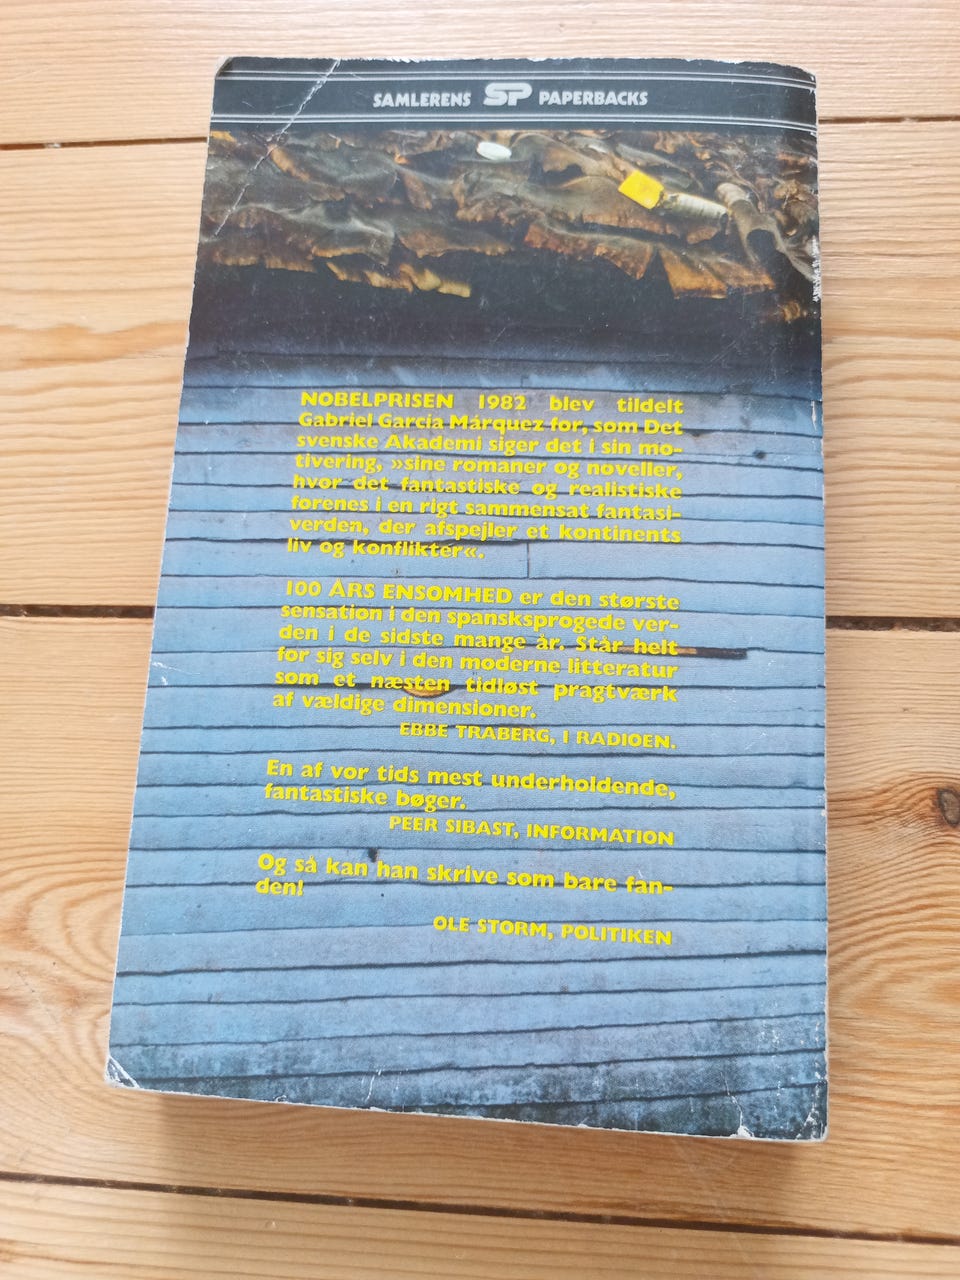 SAMLERENS SP PAPERBACKS
NOBELPRISEN 1982 blev tildelt
Gabriel García Márquez for, som Det
svenske Akademi siger det i sin mo-
tivering, »sine romaner og noveller,
hvor det fantastiske og realistiske
forenes i en rigt sammensat fantasi-
verden, der afspejler et kontinents
liv og konflikter«.
100 ÅRS ENSOMHED er den største
sensation i den spansksprogede ver-
den i de sidste mange år. Står helt
for sig selv i den moderne litteratur
som et næsten tidløst pragtværk
af vældige dimensioner.
EBBE TRABERG, I RADIOEN.
En af vor tids mest underholdende,
fantastiske bøger.
PEER SIBAST, INFORMATION
Og så kan han skrive som bare fan-
den!
OLE STORM, POLITIKEN